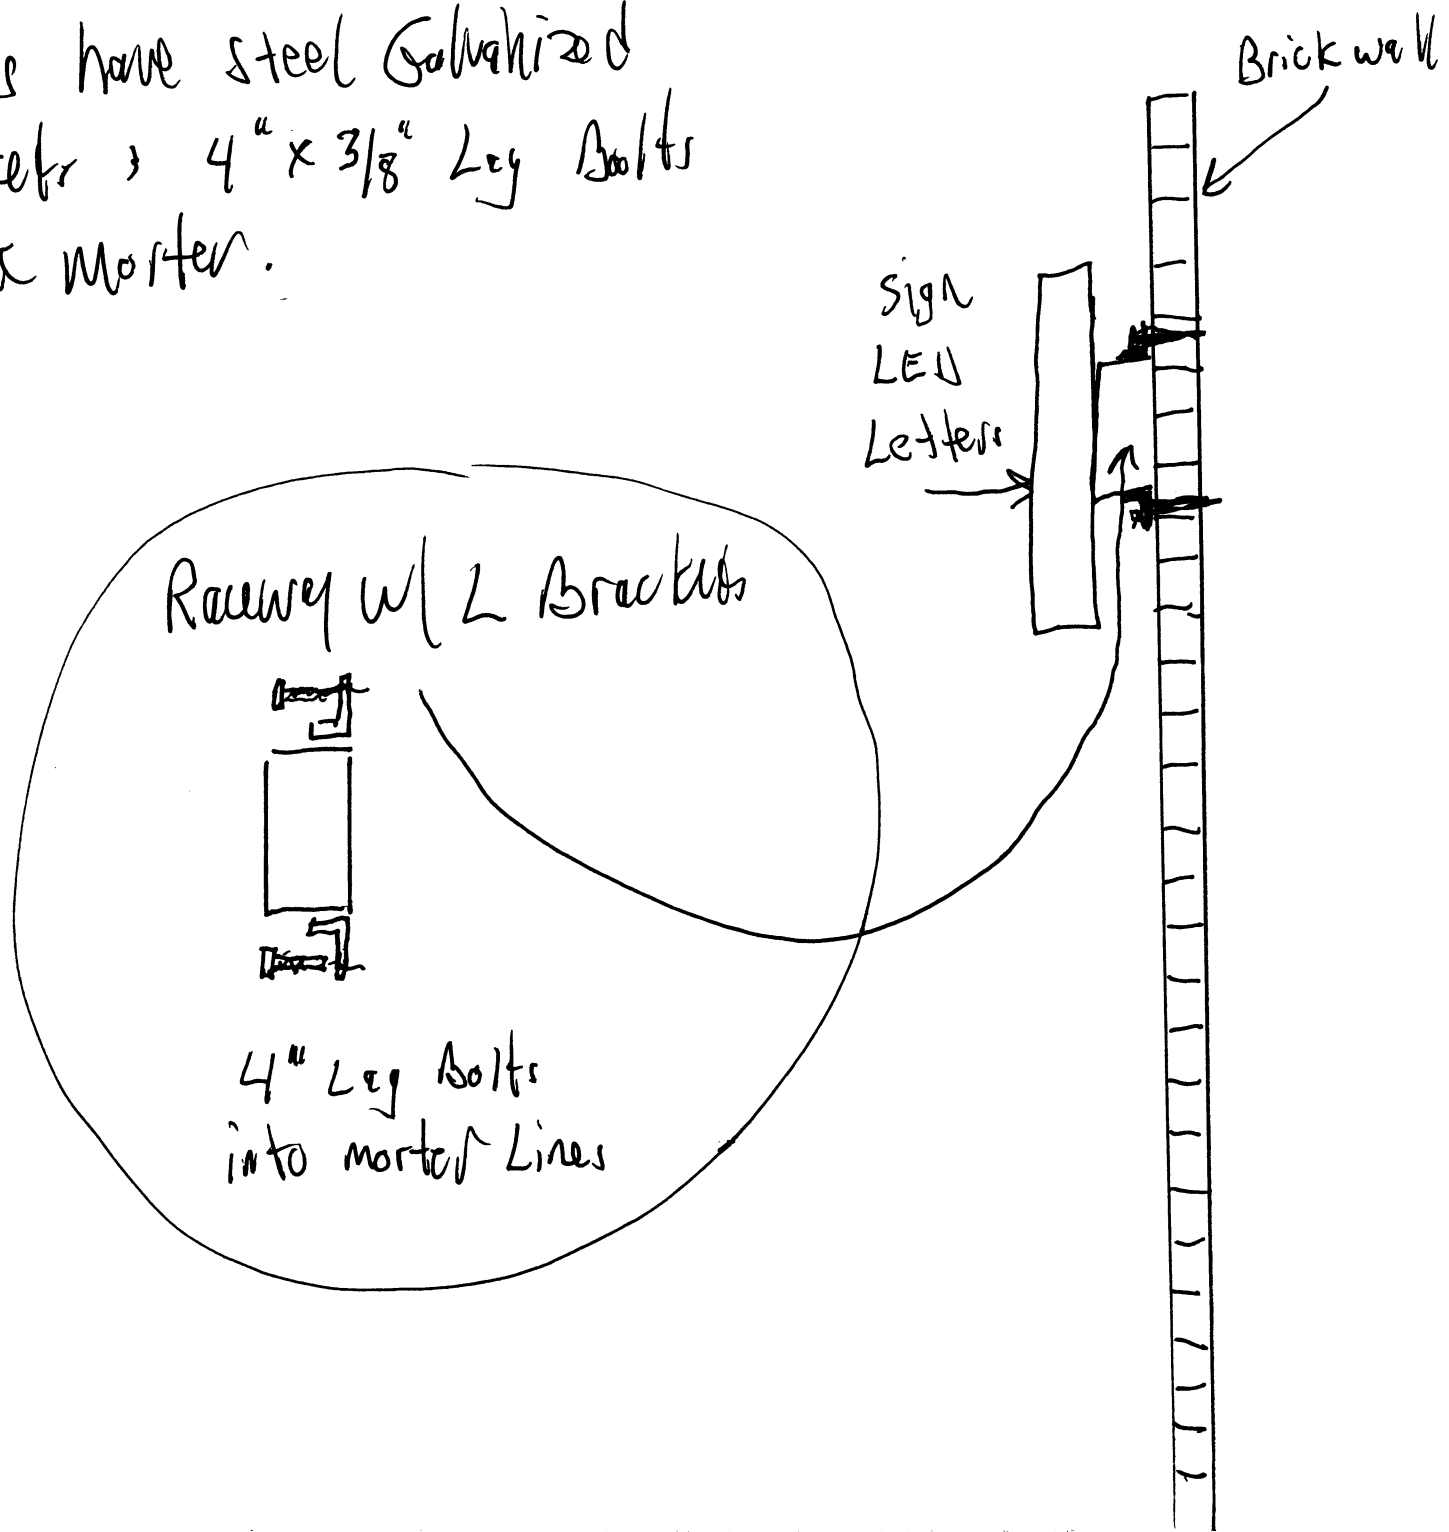 s have steel Galvanized
ets , 4" x 3/8" Lag Bolts
k Morter.
Brick wall
Sign
LED
Letters
Raceway w/ L Brackets
4" Lag Bolts
into morter Lines